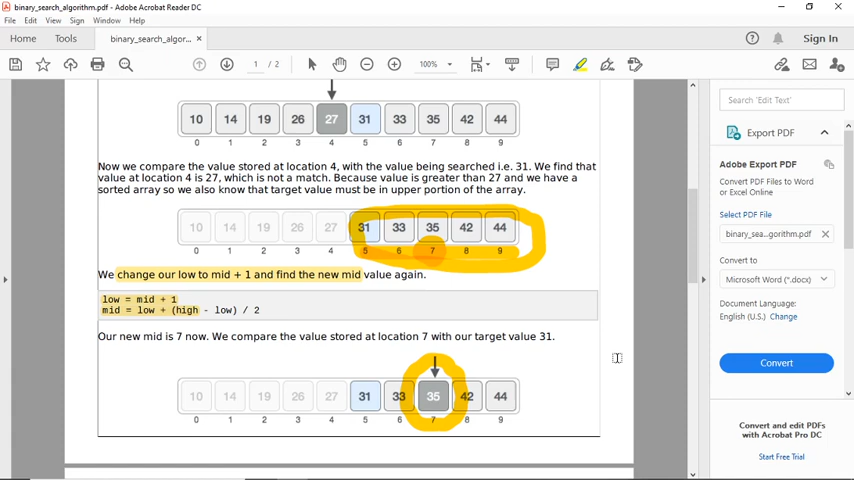 binary_search_algorithm.pdf - Adobe Acrobat Reader DC
File Edit View Sign Window Help
Home Tools binary_search_algor... ×
Sign In
1 / 2 100%
10 14 19 26 27 31 33 35 42 44
0 1 2 3 4 5 6 7 8 9
Now we compare the value stored at location 4, with the value being searched i.e. 31. We find that
value at location 4 is 27, which is not a match. Because value is greater than 27 and we have a
sorted array so we also know that target value must be in upper portion of the array.
10 14 19 26 27 31 33 35 42 44
0 1 2 3 4 5 6 7 8 9
We change our low to mid + 1 and find the new mid value again.
low = mid + 1
mid = low + (high - low) / 2
Our new mid is 7 now. We compare the value stored at location 7 with our target value 31.
10 14 19 26 27 31 33 35 42 44
0 1 2 3 4 5 6 7 8 9
Search 'Edit Text'
Export PDF
Adobe Export PDF
Convert PDF Files to Word
or Excel Online
Select PDF File
binary_sea...gorithm.pdf ×
Convert to
Microsoft Word (*.docx)
Document Language:
English (U.S.) Change
Convert
Convert and edit PDFs
with Acrobat Pro DC
Start Free Trial